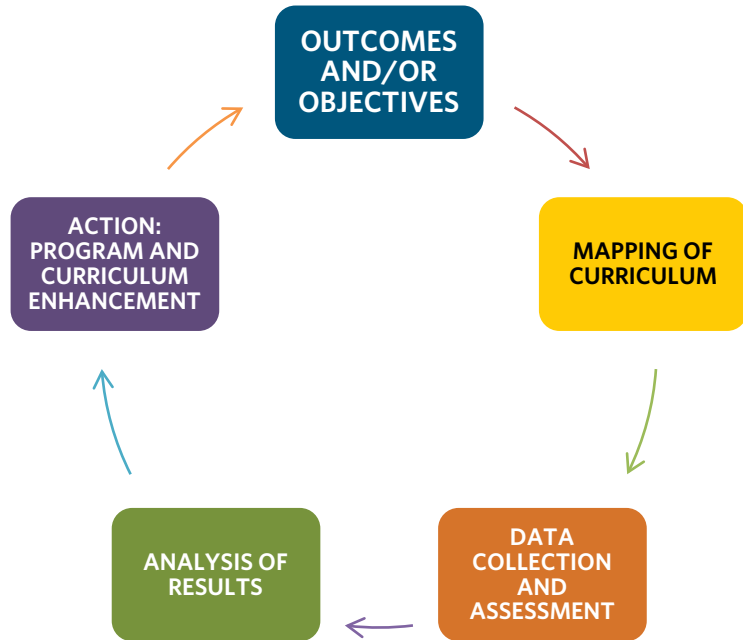 OUTCOMES
AND/OR
OBJECTIVES
MAPPING OF
CURRICULUM
DATA
COLLECTION
AND
ASSESSMENT
ANALYSIS OF
RESULTS
ACTION:
PROGRAM AND
CURRICULUM
ENHANCEMENT